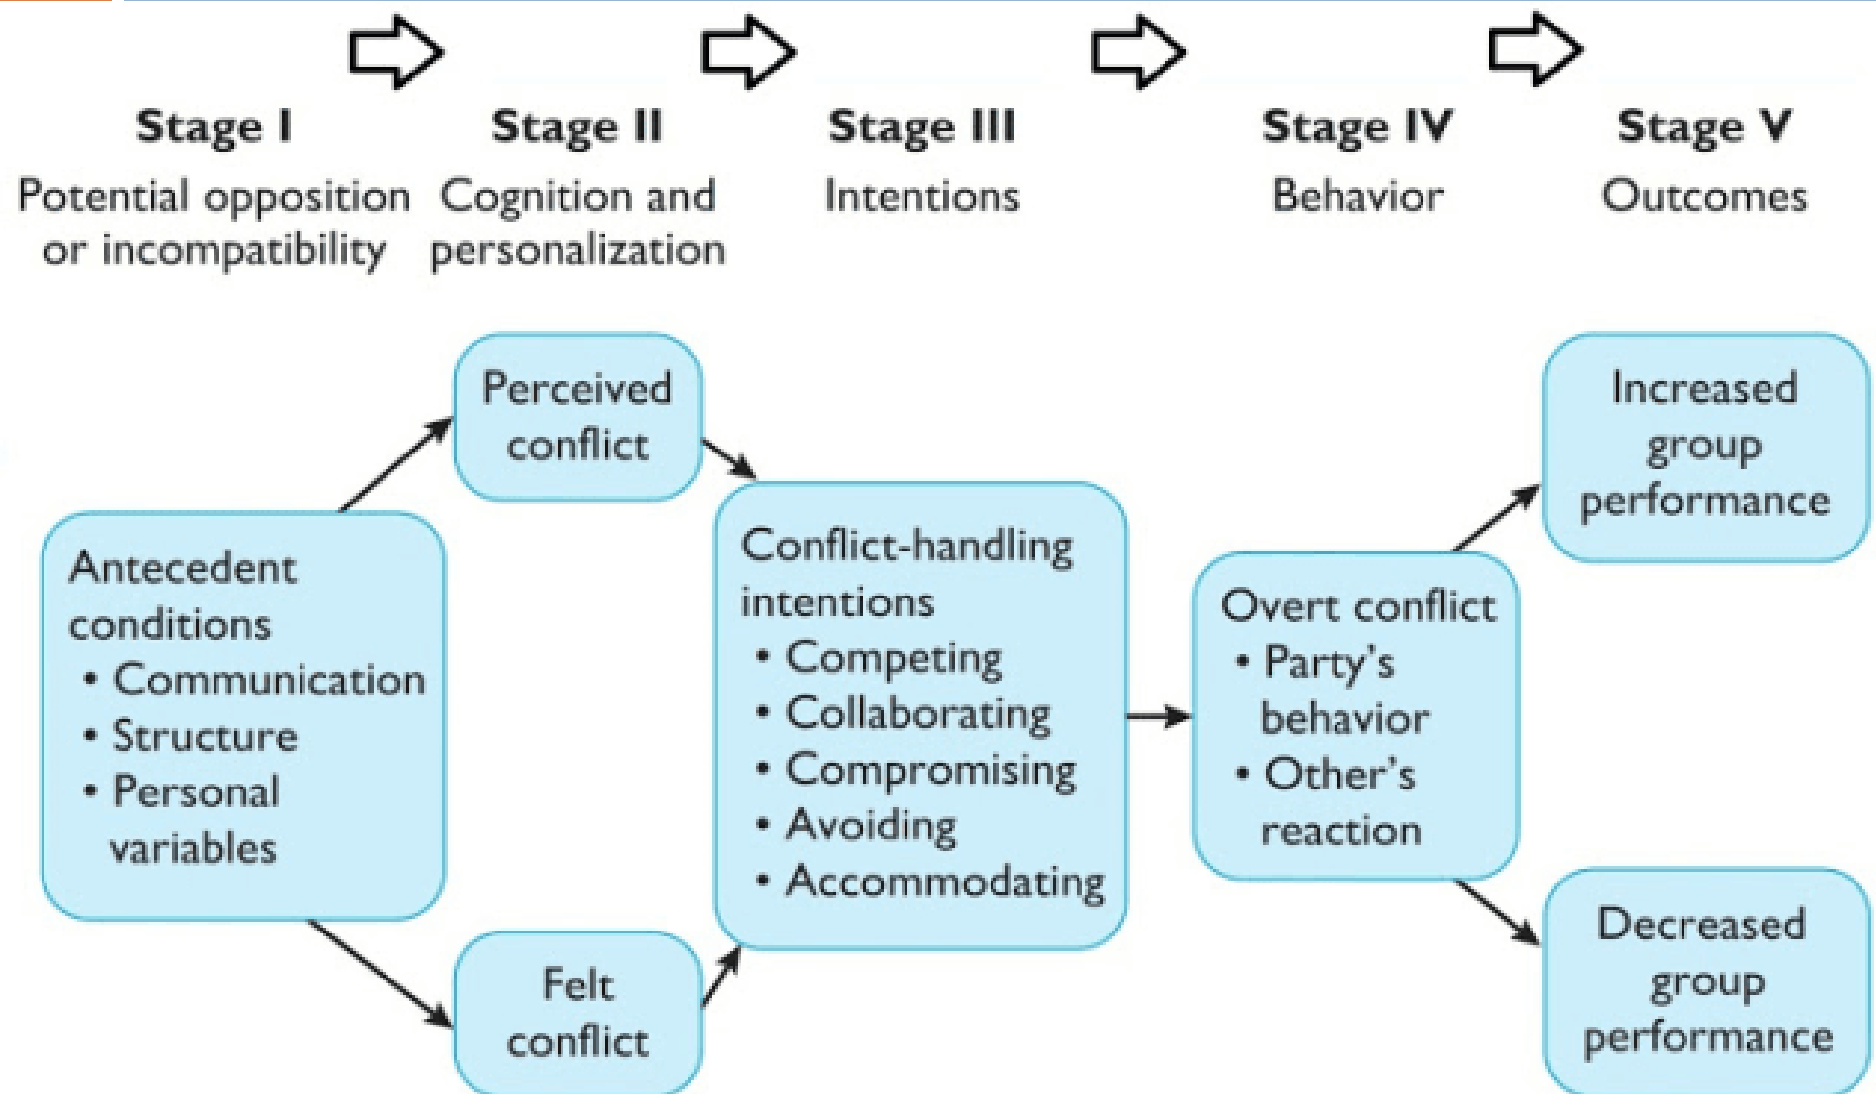 Stage I
Potential opposition
or incompatibility
Stage II
Cognition and
personalization
Stage III
Intentions
Stage IV
Behavior
Stage V
Outcomes
Antecedent
conditions
• Communication
• Structure
• Personal
variables
Perceived
conflict
Felt
conflict
Conflict-handling
intentions
• Competing
• Collaborating
• Compromising
• Avoiding
• Accommodating
Overt conflict
• Party’s
behavior
• Other’s
reaction
Increased
group
performance
Decreased
group
performance